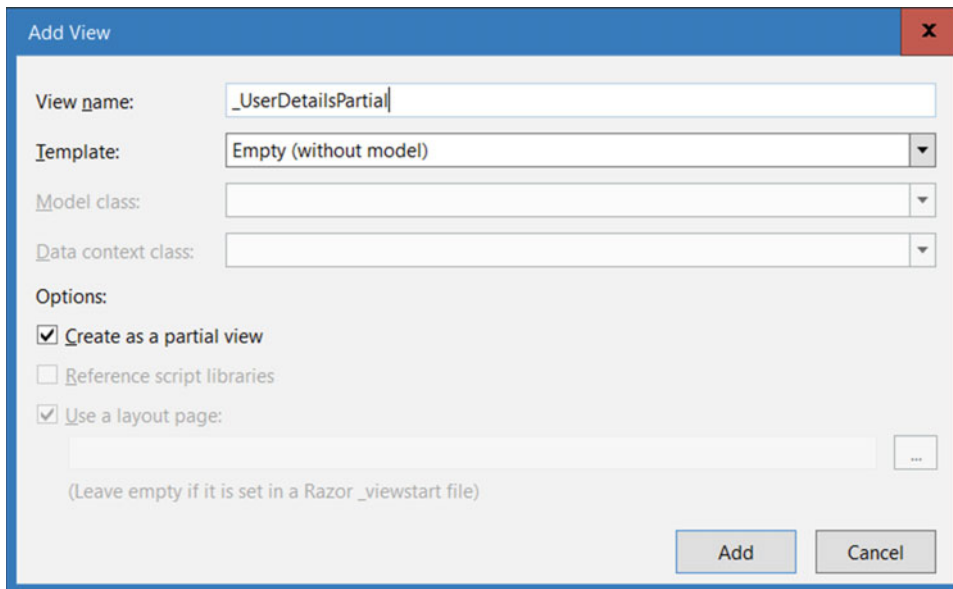 Add View
x
View name:
_UserDetailsPartial
Template:
Empty (without model)
Model class:
Data context class:
Options:
Create as a partial view
Reference script libraries
Use a layout page:
...
(Leave empty if it is set in a Razor _viewstart file)
Add
Cancel